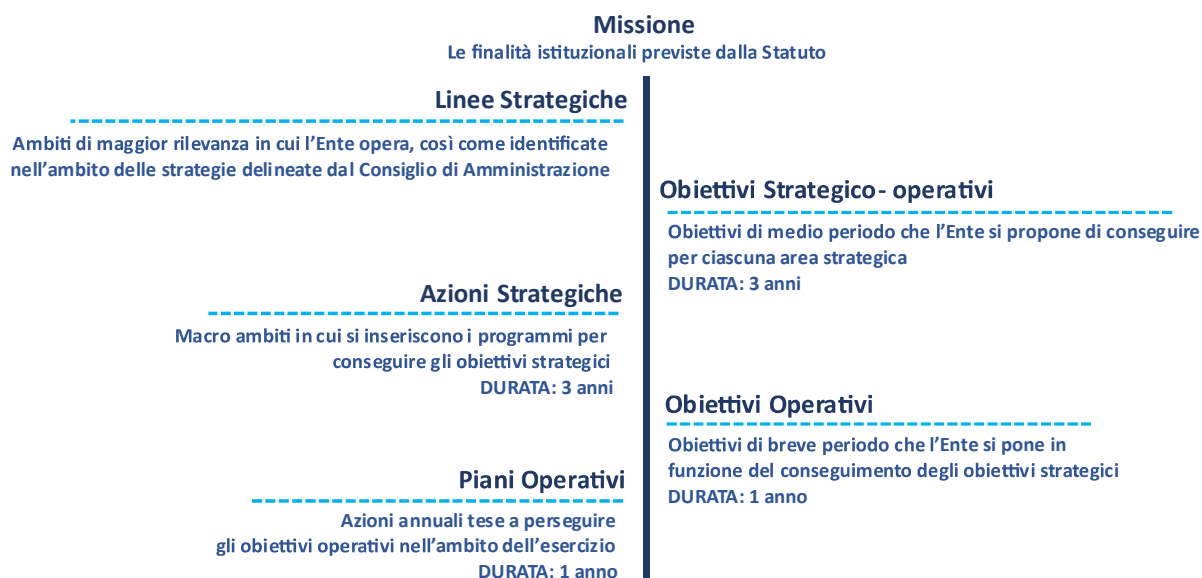 Missione
Le finalità istituzionali previste dalla Statuto
Linee Strategiche
Ambiti di maggior rilevanza in cui l'Ente opera, così come identificate
nell'ambito delle strategie delineate dal Consiglio di Amministrazione
Obiettivi Strategico- operativi
Obiettivi di medio periodo che l'Ente si propone di conseguire
per ciascuna area strategica
DURATA: 3 anni
Azioni Strategiche
Macro ambiti in cui si inseriscono i programmi per
conseguire gli obiettivi strategici
DURATA: 3 anni
Obiettivi Operativi
Obiettivi di breve periodo che l'Ente si pone in
funzione del conseguimento degli obiettivi strategici
DURATA: 1 anno
Piani Operativi
Azioni annuali tese a perseguire
gli obiettivi operativi nell'ambito dell'esercizio
DURATA: 1 anno